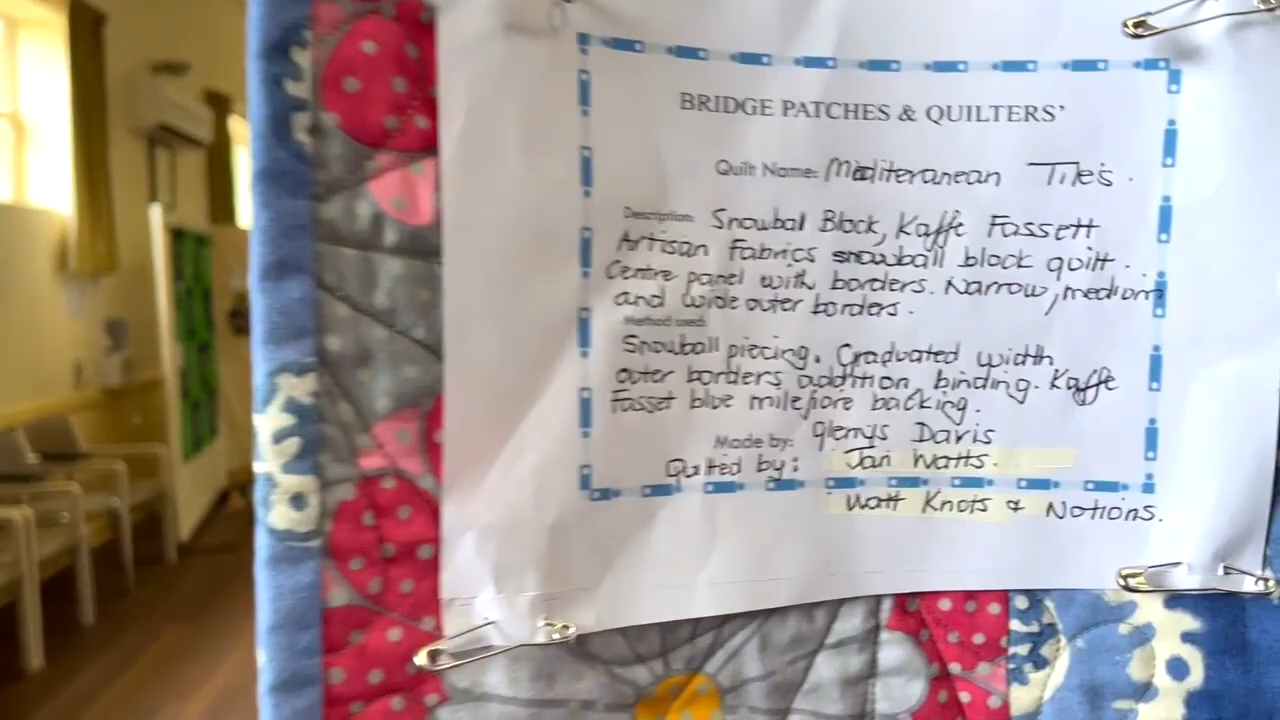 BRIDGE PATCHES & QUILTERS'
Quilt Name: Mediteranean Tiles.
Description: Snowbal Block, Kaffe Fassett
Artisan Fabrics snowball block quilt.
Centre panel with borders. Narrow, medium
and wide outer borders.
Method used:
Snowball piecing. Graduated width
outer borders addition, binding. Kaffe
Fasset blue milefiore backing.
Made by: Glenys Davis
Quilted by: Jan Watts.
Watt Knots & Notions.